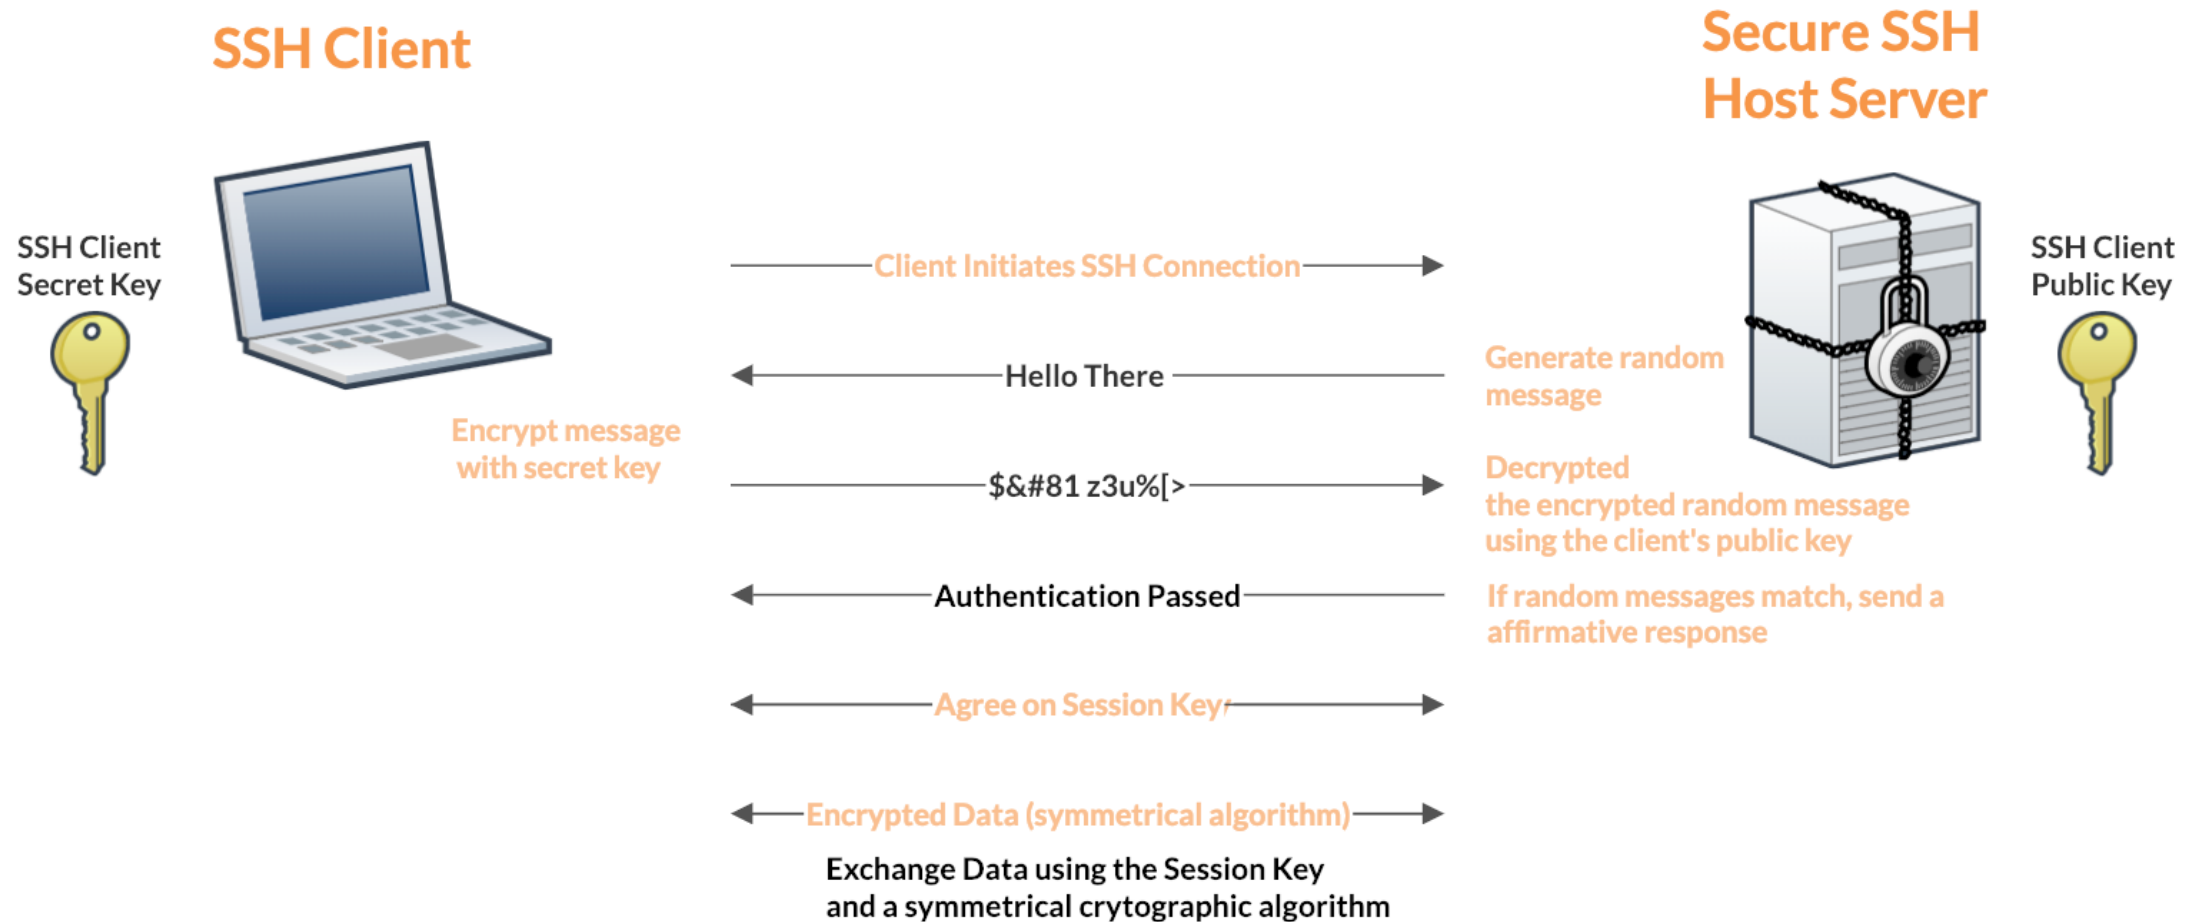 SSH Client
Secure SSH
Host Server
SSH Client
Secret Key
SSH Client
Public Key
Client Initiates SSH Connection
Generate random
message
Hello There
Encrypt message
with secret key
$&#81 z3u%[>
Decrypted
the encrypted random message
using the client's public key
Authentication Passed
If random messages match, send a
affirmative response
Agree on Session Key
Encrypted Data (symmetrical algorithm)
Exchange Data using the Session Key
and a symmetrical crytographic algorithm